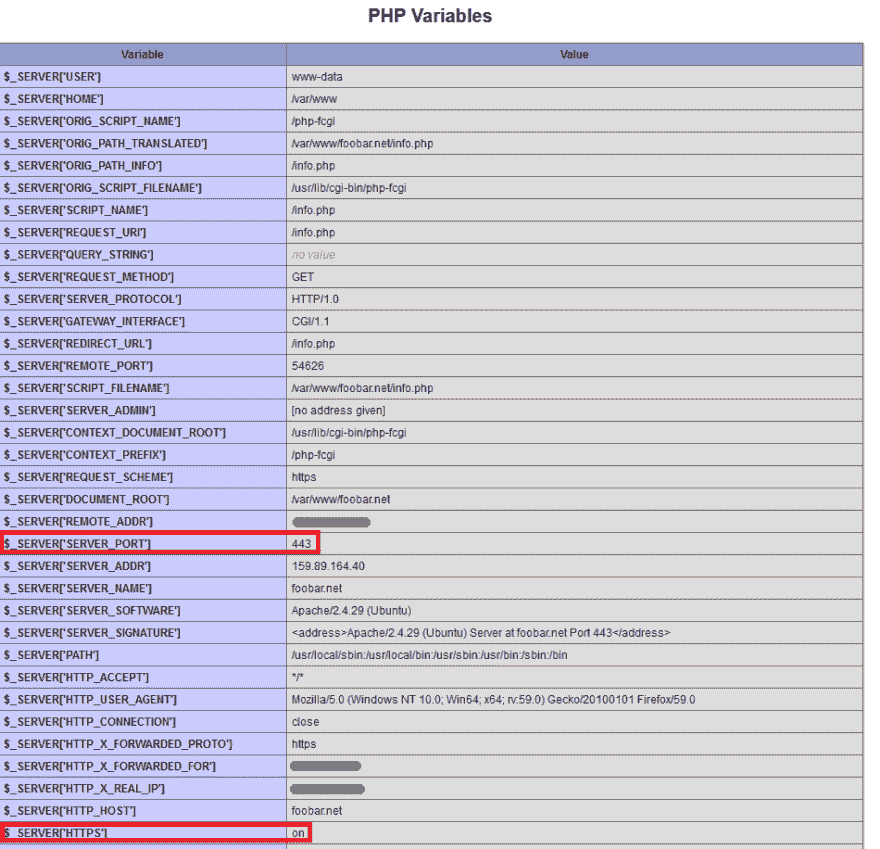 PHP Variables
Variable Value
$_SERVER['USER'] www-data
$_SERVER['HOME'] /var/www
$_SERVER['ORIG_SCRIPT_NAME'] /php-fcgi
$_SERVER['ORIG_PATH_TRANSLATED'] /var/www/foobar.net/info.php
$_SERVER['ORIG_PATH_INFO'] /info.php
$_SERVER['ORIG_SCRIPT_FILENAME'] /usr/lib/cgi-bin/php-fcgi
$_SERVER['SCRIPT_NAME'] /info.php
$_SERVER['REQUEST_URI'] /info.php
$_SERVER['QUERY_STRING'] no value
$_SERVER['REQUEST_METHOD'] GET
$_SERVER['SERVER_PROTOCOL'] HTTP/1.0
$_SERVER['GATEWAY_INTERFACE'] CGI/1.1
$_SERVER['REDIRECT_URL'] /info.php
$_SERVER['REMOTE_PORT'] 54626
$_SERVER['SCRIPT_FILENAME'] /var/www/foobar.net/info.php
$_SERVER['SERVER_ADMIN'] [no address given]
$_SERVER['CONTEXT_DOCUMENT_ROOT'] /usr/lib/cgi-bin/php-fcgi
$_SERVER['CONTEXT_PREFIX'] /php-fcgi
$_SERVER['REQUEST_SCHEME'] https
$_SERVER['DOCUMENT_ROOT'] /var/www/foobar.net
$_SERVER['REMOTE_ADDR']
$_SERVER['SERVER_PORT'] 443
$_SERVER['SERVER_ADDR'] 159.89.164.40
$_SERVER['SERVER_NAME'] foobar.net
$_SERVER['SERVER_SOFTWARE'] Apache/2.4.29 (Ubuntu)
$_SERVER['SERVER_SIGNATURE'] <address>Apache/2.4.29 (Ubuntu) Server at foobar.net Port 443</address>
$_SERVER['PATH'] /usr/local/sbin:/usr/local/bin:/usr/sbin:/usr/bin:/sbin:/bin
$_SERVER['HTTP_ACCEPT'] */*
$_SERVER['HTTP_USER_AGENT'] Mozilla/5.0 (Windows NT 10.0; Win64; x64; rv:59.0) Gecko/20100101 Firefox/59.0
$_SERVER['HTTP_CONNECTION'] close
$_SERVER['HTTP_X_FORWARDED_PROTO'] https
$_SERVER['HTTP_X_FORWARDED_FOR']
$_SERVER['HTTP_X_REAL_IP']
$_SERVER['HTTP_HOST'] foobar.net
$_SERVER['HTTPS'] on